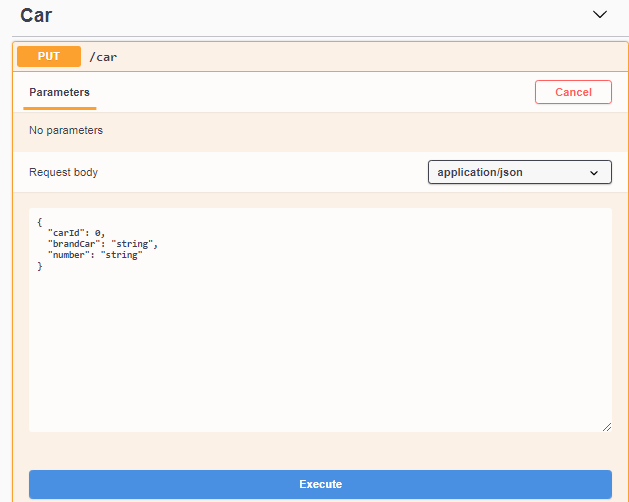 Car
PUT /car
Parameters Cancel
No parameters
Request body application/json
{
  "carId": 0,
  "brandCar": "string",
  "number": "string"
}
Execute